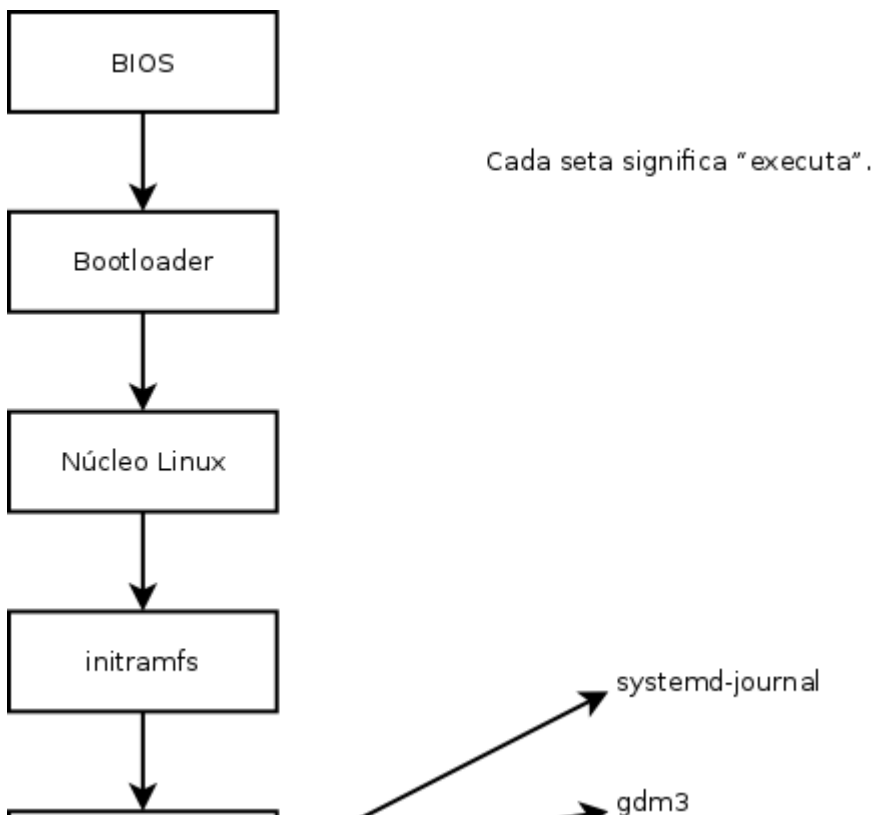 BIOS
Cada seta significa “executa”.
Bootloader
Núcleo Linux
initramfs
systemd-journal
gdm3